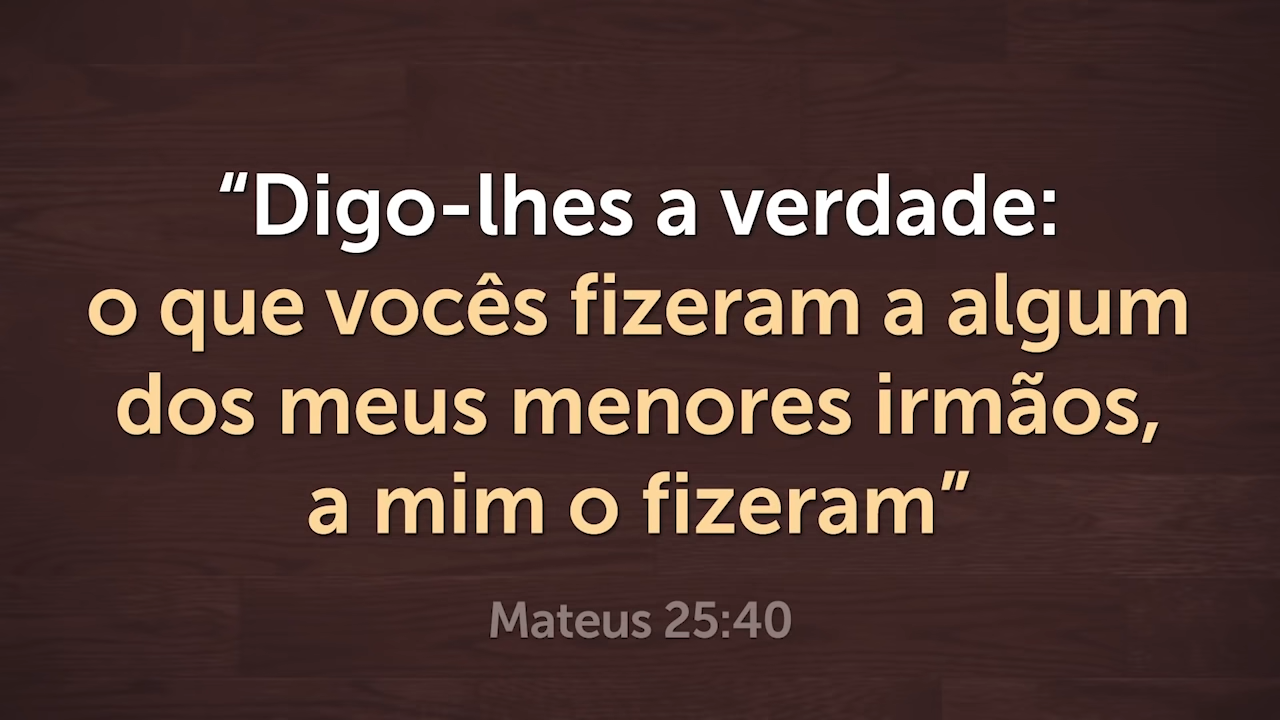 “Digo-lhes a verdade:
o que vocês fizeram a algum
dos meus menores irmãos,
a mim o fizeram”
Mateus 25:40